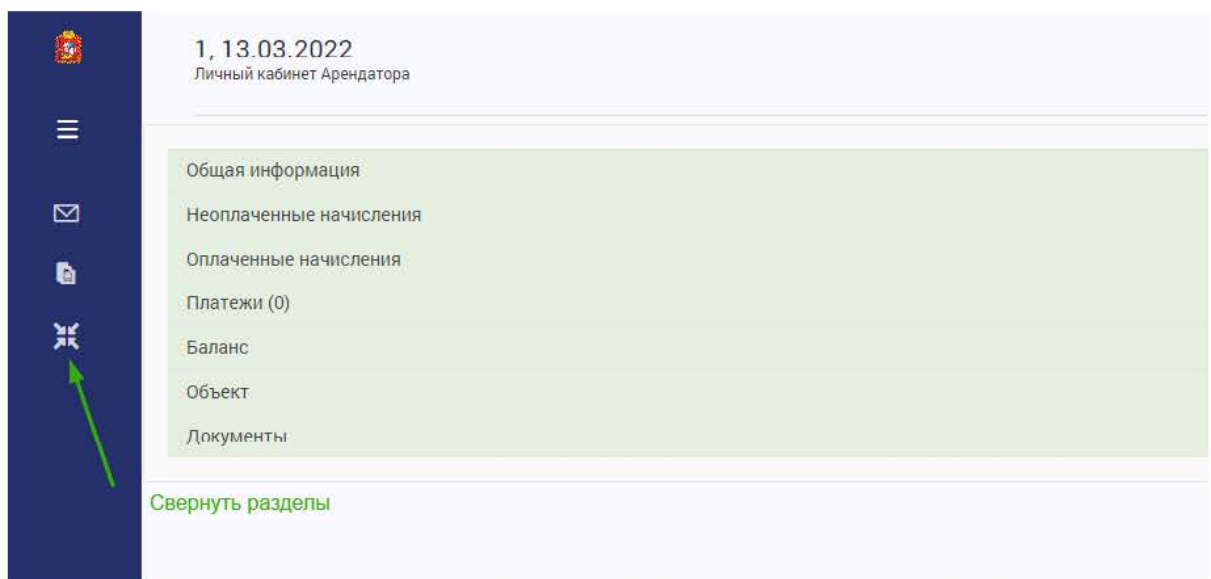 1, 13.03.2022
Личный кабинет Арендатора
Общая информация
Неоплаченные начисления
Оплаченные начисления
Платежи (0)
Баланс
Объект
Документы
Свернуть разделы